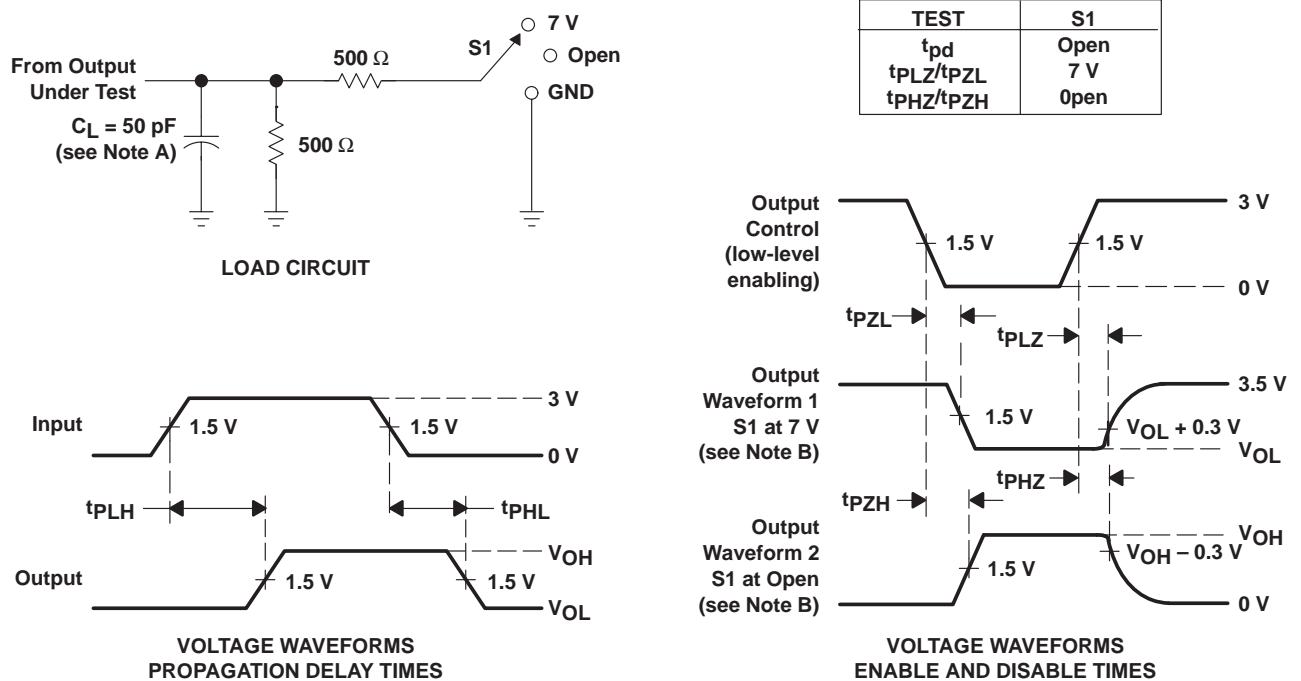 7 V
S1
Open
500 Ω
From Output
Under Test
GND
CL = 50 pF
(see Note A)
500 Ω
LOAD CIRCUIT
TEST S1
tpd Open
tPLZ/tPZL 7 V
tPHZ/tPZH 0pen
Input
1.5 V
1.5 V
3 V
0 V
tPLH
tPHL
Output
1.5 V
1.5 V
VOH
VOL
VOLTAGE WAVEFORMS
PROPAGATION DELAY TIMES
Output
Control
(low-level
enabling)
1.5 V
1.5 V
3 V
0 V
tPZL
tPLZ
Output
Waveform 1
S1 at 7 V
(see Note B)
1.5 V
3.5 V
VOL + 0.3 V
VOL
tPZH
tPHZ
Output
Waveform 2
S1 at Open
(see Note B)
1.5 V
VOH
VOH – 0.3 V
0 V
VOLTAGE WAVEFORMS
ENABLE AND DISABLE TIMES